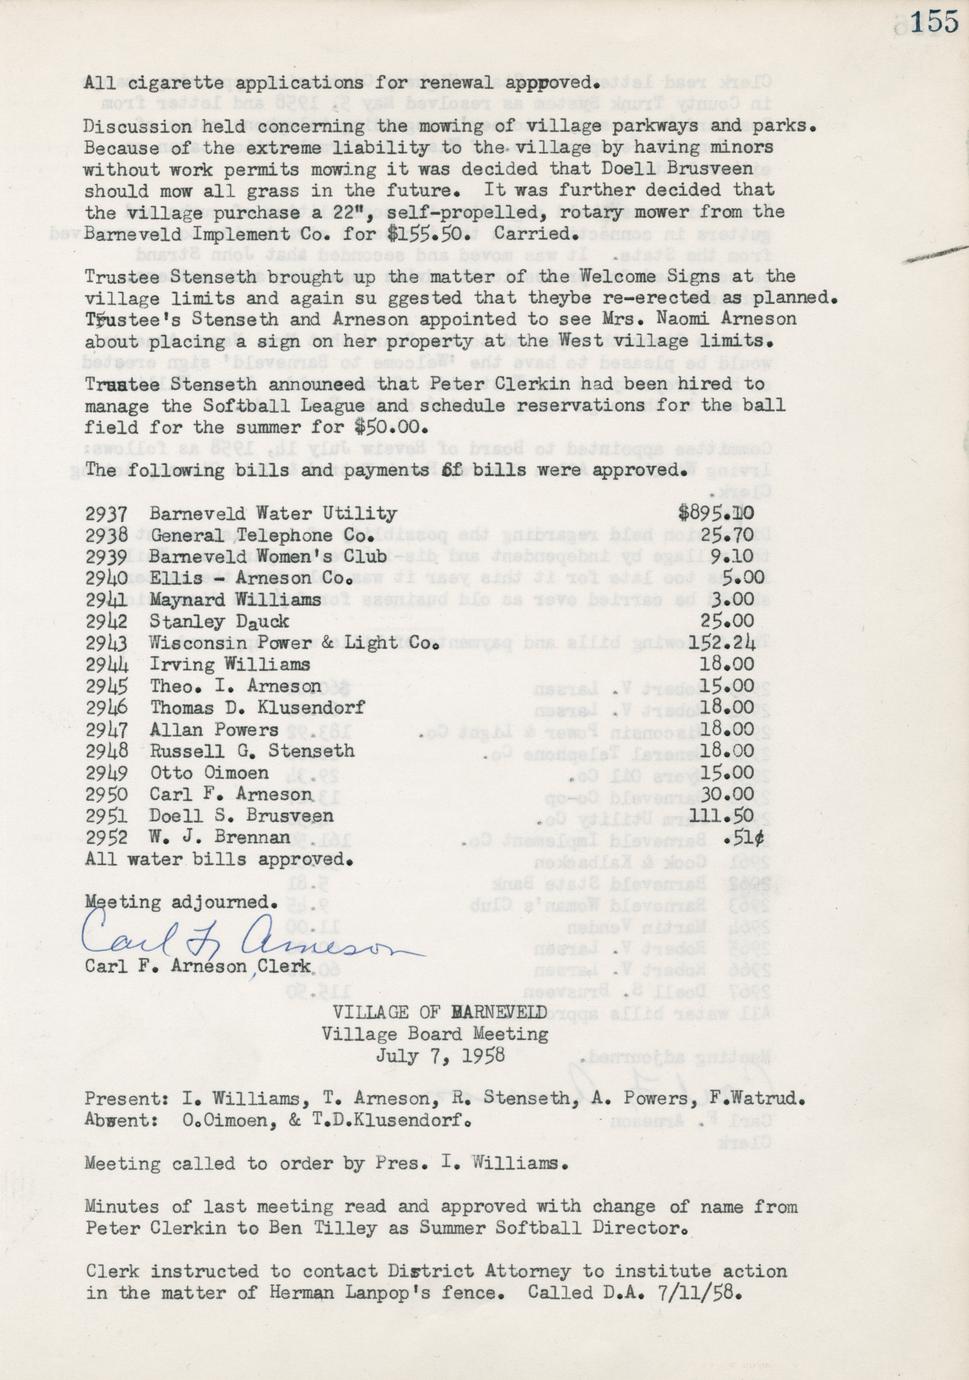 155
All cigarette applications for renewal apppoved.
Discussion held concerning the mowing of village parkways and parks.
Because of the extreme liability to the village by having minors
without work permits mowing it was decided that Doell Brusveen
should mow all grass in the future. It was further decided that
the village purchase a 22", self-propelled, rotary mower from the
Barneveld Implement Co. for $155.50. Carried.
Trustee Stenseth brought up the matter of the Welcome Signs at the
village limits and again su ggested that theybe re-erected as planned.
Trustee's Stenseth and Arneson appointed to see Mrs. Naomi Arneson
about placing a sign on her property at the West village limits.
Trustee Stenseth announeed that Peter Clerkin had been hired to
manage the Softball League and schedule reservations for the ball
field for the summer for $50.00.
The following bills and payments of bills were approved.
2937 Barneveld Water Utility $895.10
2938 General Telephone Co. 25.70
2939 Barneveld Women's Club 9.10
2940 Ellis - Arneson Co. 5.00
2941 Maynard Williams 3.00
2942 Stanley Dauck 25.00
2943 Wisconsin Power & Light Co. 152.24
2944 Irving Williams 18.00
2945 Theo. I. Arneson 15.00
2946 Thomas D. Klusendorf 18.00
2947 Allan Powers 18.00
2948 Russell G. Stenseth 18.00
2949 Otto Oimoen 15.00
2950 Carl F. Arneson 30.00
2951 Doell S. Brusveen 111.50
2952 W. J. Brennan .51¢
All water bills approved.
Meeting adjourned.
Carl F. Arneson
Carl F. Arneson, Clerk
VILLAGE OF BARNEVELD
Village Board Meeting
July 7, 1958
Present: I. Williams, T. Arneson, R. Stenseth, A. Powers, F.Watrud.
Absent: O.Oimoen, & T.D.Klusendorf.
Meeting called to order by Pres. I. Williams.
Minutes of last meeting read and approved with change of name from
Peter Clerkin to Ben Tilley as Summer Softball Director.
Clerk instructed to contact District Attorney to institute action
in the matter of Herman Lanpop's fence. Called D.A. 7/11/58.